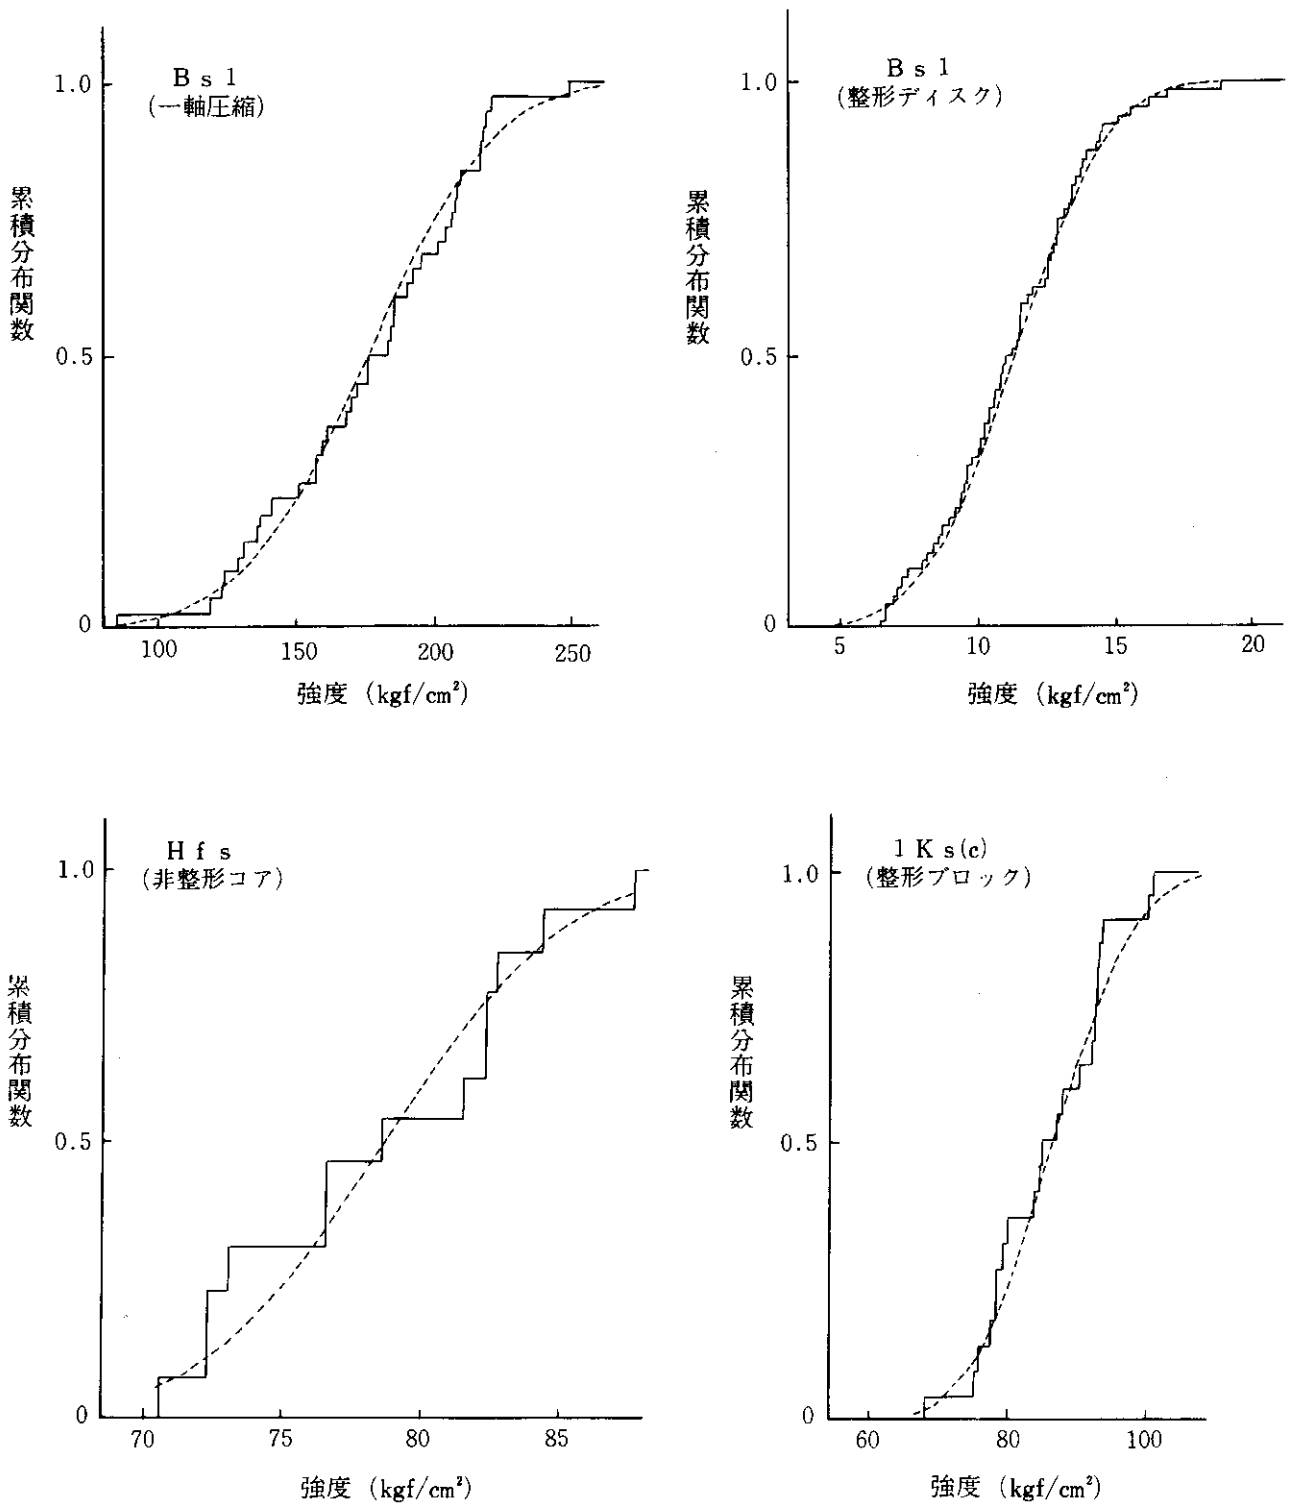 Bs1
(一軸圧縮)
1.0
0.5
0
累積分布関数
100 150 200 250
強度 (kgf/cm²)
Bs1
(整形ディスク)
1.0
0.5
0
累積分布関数
5 10 15 20
強度 (kgf/cm²)
Hfs
(非整形コア)
1.0
0.5
0
累積分布関数
70 75 80 85
強度 (kgf/cm²)
1Ks(c)
(整形ブロック)
1.0
0.5
0
累積分布関数
60 80 100
強度 (kgf/cm²)